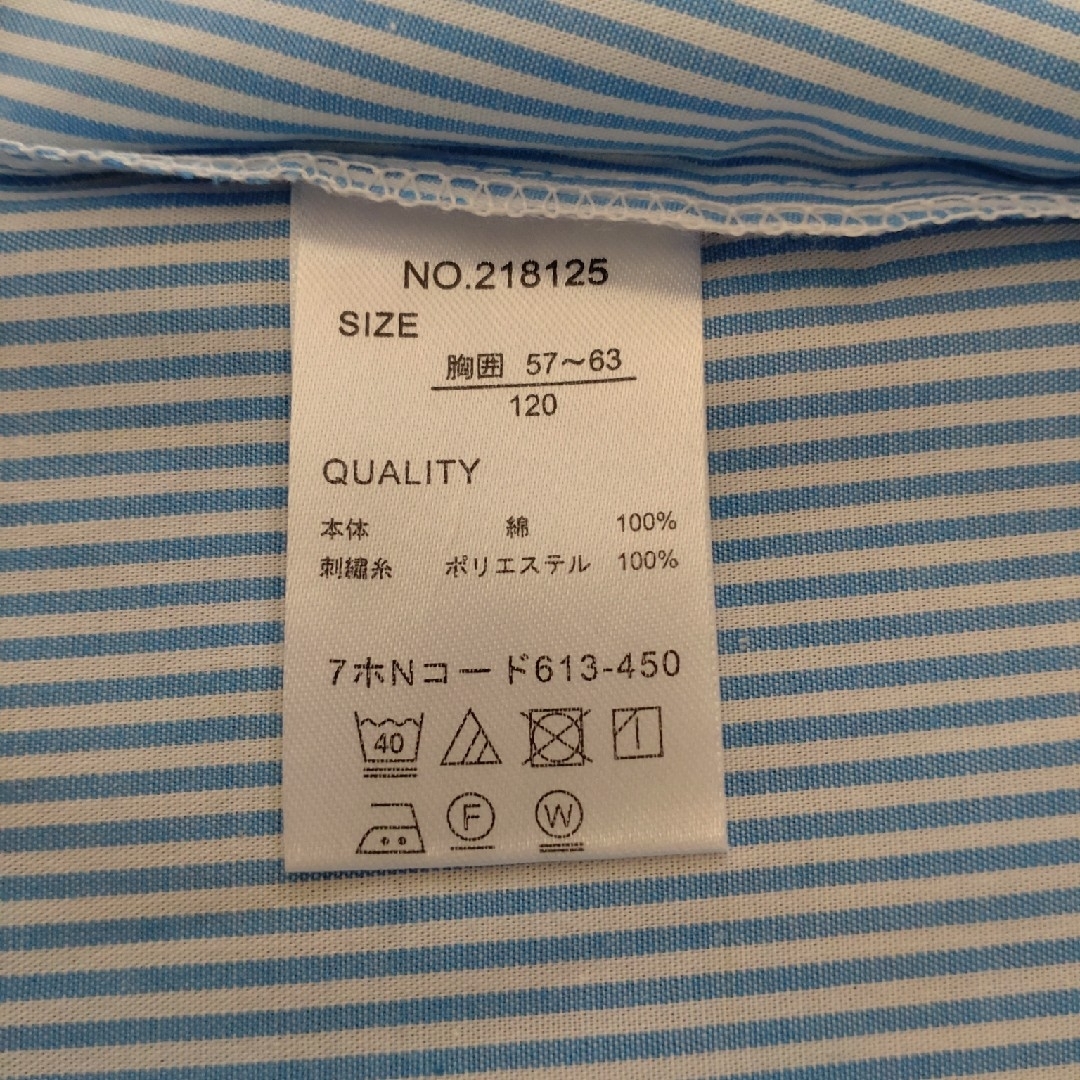 NO.218125
SIZE
胸囲 57〜63
120
QUALITY
本体 綿 100%
刺繍糸 ポリエステル 100%
7ホNコード613-450
40
F W